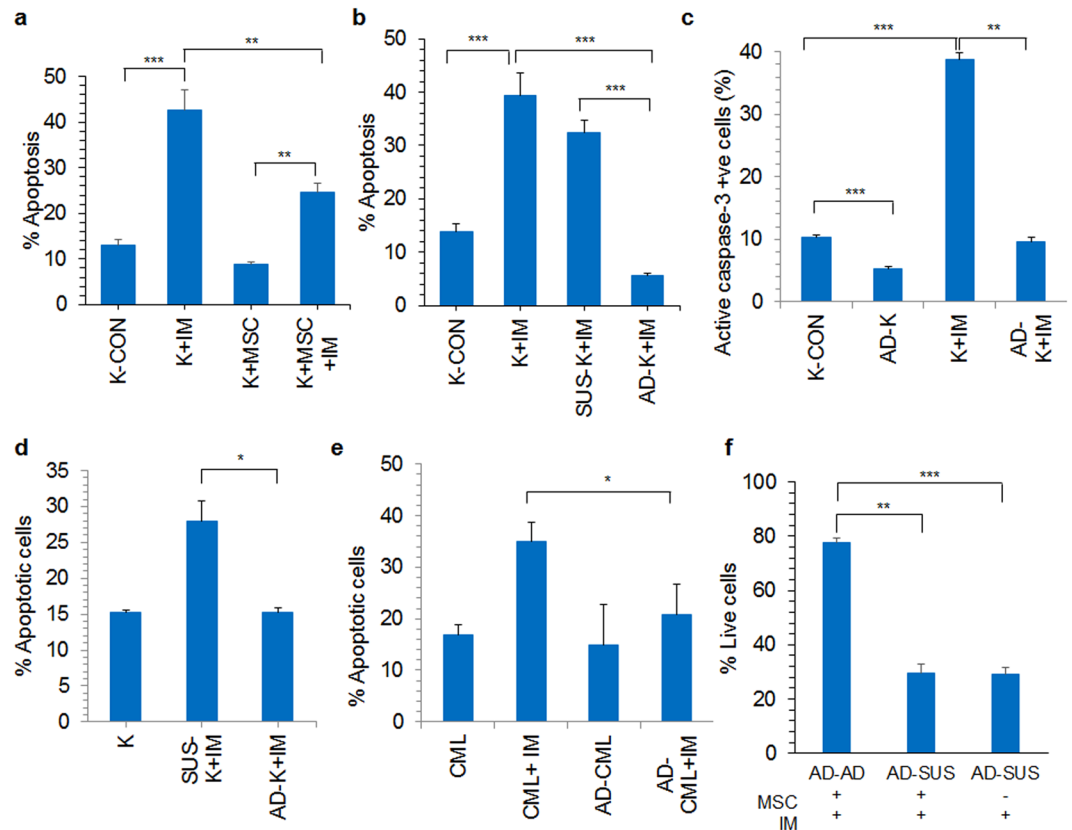 a
% Apoptosis
50
40
30
20
10
0
***
**
**
K-CON
K+IM
K+MSC
K+MSC
+IM
b
% Apoptosis
50
40
30
20
10
0
***
***
***
K-CON
K+IM
SUS-K+IM
AD-K+IM
c
Active caspase-3 +ve cells (%)
40
30
20
10
0
***
**
***
K-CON
AD-K
K+IM
AD-
K+IM
d
% Apoptotic cells
35
30
25
20
15
10
5
0
*
K
SUS-
K+IM
AD-K+IM
e
% Apoptotic cells
50
40
30
20
10
0
*
CML
CML+ IM
AD-CML
AD-
CML+IM
f
% Live cells
100
80
60
40
20
0
***
**
AD-AD AD-SUS AD-SUS
MSC + + -
IM + + +